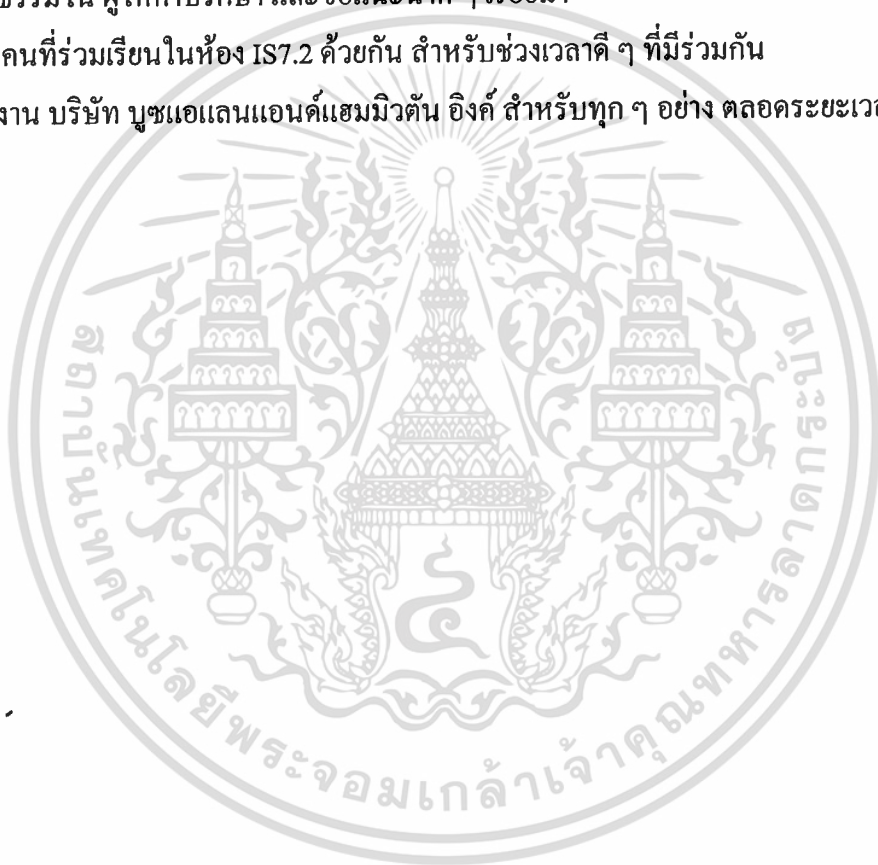 คนที่ร่วมเรียนในห้อง IS7.2 ด้วยกัน สำหรับช่วงเวลาดี ๆ ที่มีร่วมกัน
งาน บริษัท บูซแอแลนแอนด์แฮมมิวตัน อิงค์ สำหรับทุก ๆ อย่าง ตลอดระยะเวล
สถาบันเทคโนโลยีพระจอมเกล้าเจ้าคุณทหารลาดกระบัง
๔